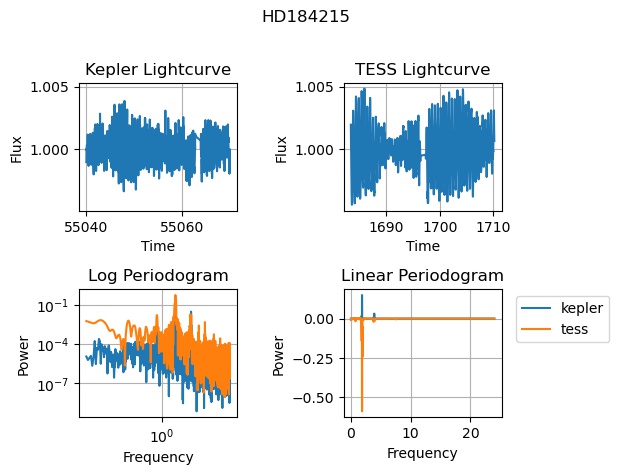 HD184215
Kepler Lightcurve
1.005
1.000
Flux
55040
55060
Time
TESS Lightcurve
1.005
1.000
Flux
1690
1700
1710
Time
Log Periodogram
10⁻¹
10⁻⁴
10⁻⁷
Power
10⁰
Frequency
Linear Periodogram
0.00
−0.25
−0.50
Power
0
10
20
Frequency
kepler
tess